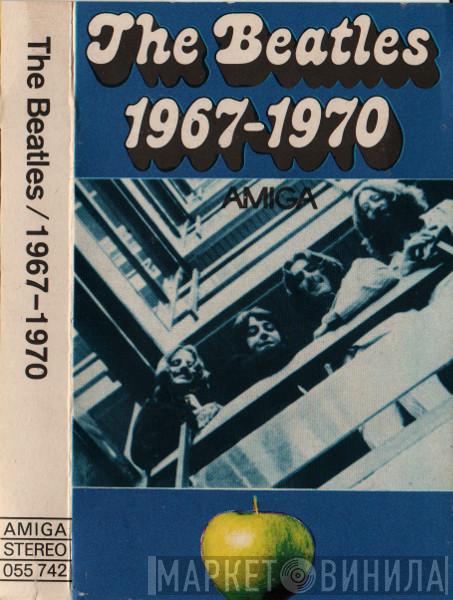 The Beatles / 1967-1970
AMIGA
STEREO
055 742
The Beatles
1967-1970
AMIGA
МАРКЕТ ВИНИЛА